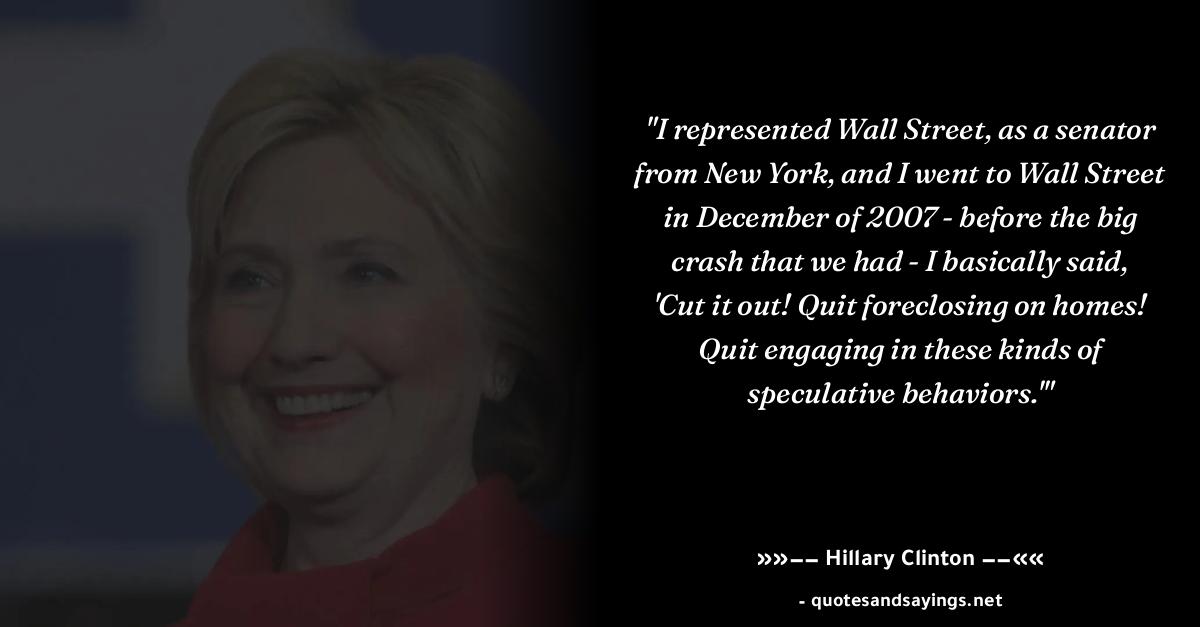 "I represented Wall Street, as a senator
from New York, and I went to Wall Street
in December of 2007 - before the big
crash that we had - I basically said,
'Cut it out! Quit foreclosing on homes!
Quit engaging in these kinds of
speculative behaviors.'"
»»–– Hillary Clinton ––««
- quotesandsayings.net